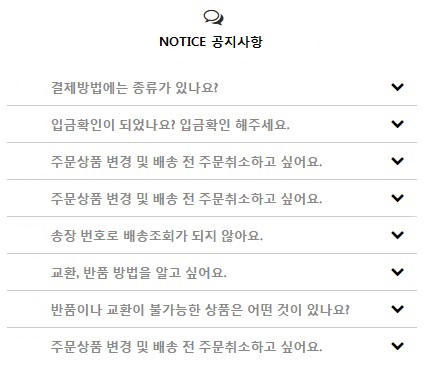 NOTICE 공지사항
결제방법에는 종류가 있나요?
입금확인이 되었나요? 입금확인 해주세요.
주문상품 변경 및 배송 전 주문취소하고 싶어요.
주문상품 변경 및 배송 전 주문취소하고 싶어요.
송장 번호로 배송조회가 되지 않아요.
교환, 반품 방법을 알고 싶어요.
반품이나 교환이 불가능한 상품은 어떤 것이 있나요?
주문상품 변경 및 배송 전 주문취소하고 싶어요.